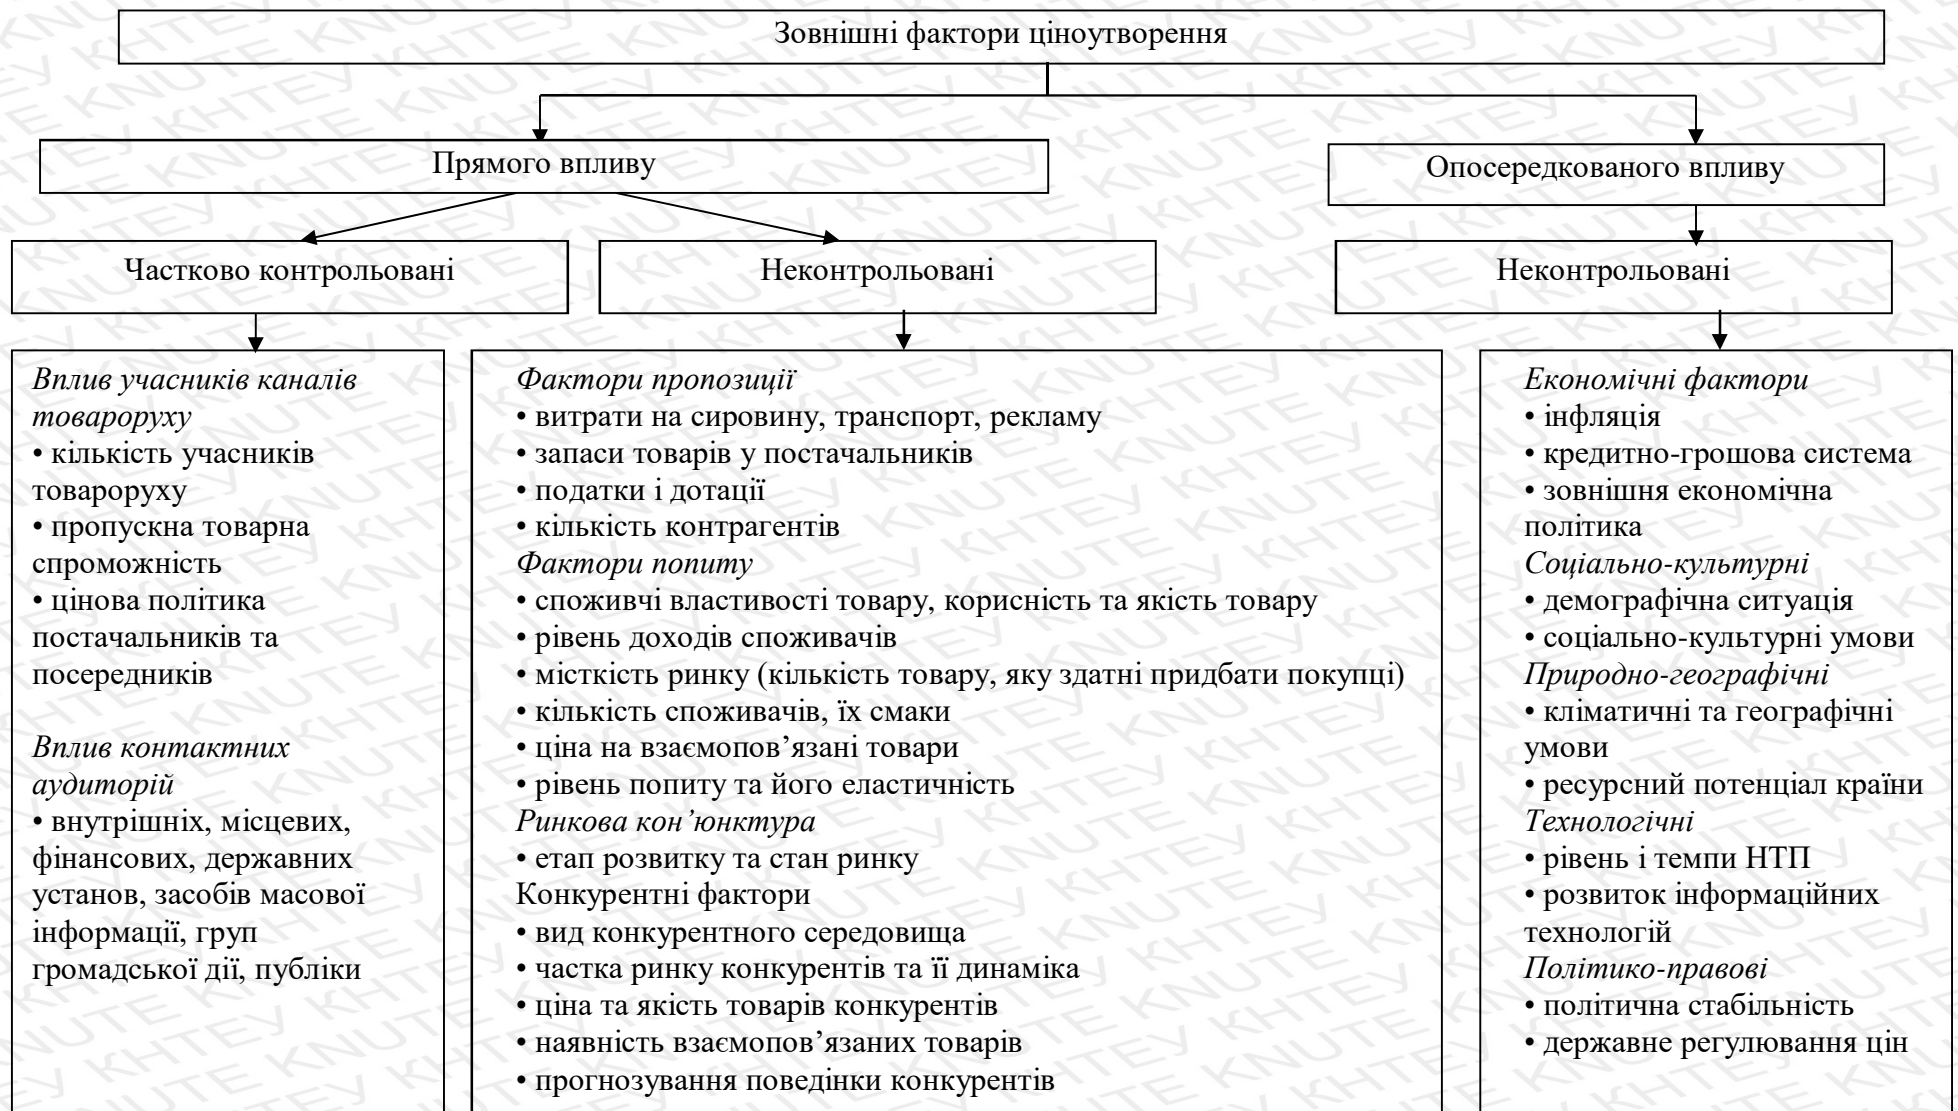 Зовнішні фактори ціноутворення
Прямого впливу
Опосередкованого впливу
Частково контрольовані
Неконтрольовані
Неконтрольовані
Вплив учасників каналів
товароруху
• кількість учасників
товароруху
• пропускна товарна
спроможність
• цінова політика
постачальників та
посередників
Вплив контактних
аудиторій
• внутрішніх, місцевих,
фінансових, державних
установ, засобів масової
інформації, груп
громадської дії, публіки
Фактори пропозиції
• витрати на сировину, транспорт, рекламу
• запаси товарів у постачальників
• податки і дотації
• кількість контрагентів
Фактори попиту
• споживчі властивості товару, корисність та якість товару
• рівень доходів споживачів
• місткість ринку (кількість товару, яку здатні придбати покупці)
• кількість споживачів, їх смаки
• ціна на взаємопов’язані товари
• рівень попиту та його еластичність
Ринкова кон’юнктура
• етап розвитку та стан ринку
Конкурентні фактори
• вид конкурентного середовища
• частка ринку конкурентів та її динаміка
• ціна та якість товарів конкурентів
• наявність взаємопов’язаних товарів
• прогнозування поведінки конкурентів
Економічні фактори
• інфляція
• кредитно-грошова система
• зовнішня економічна
політика
Соціально-культурні
• демографічна ситуація
• соціально-культурні умови
Природно-географічні
• кліматичні та географічні
умови
• ресурсний потенціал країни
Технологічні
• рівень і темпи НТП
• розвиток інформаційних
технологій
Політико-правові
• політична стабільність
• державне регулювання цін